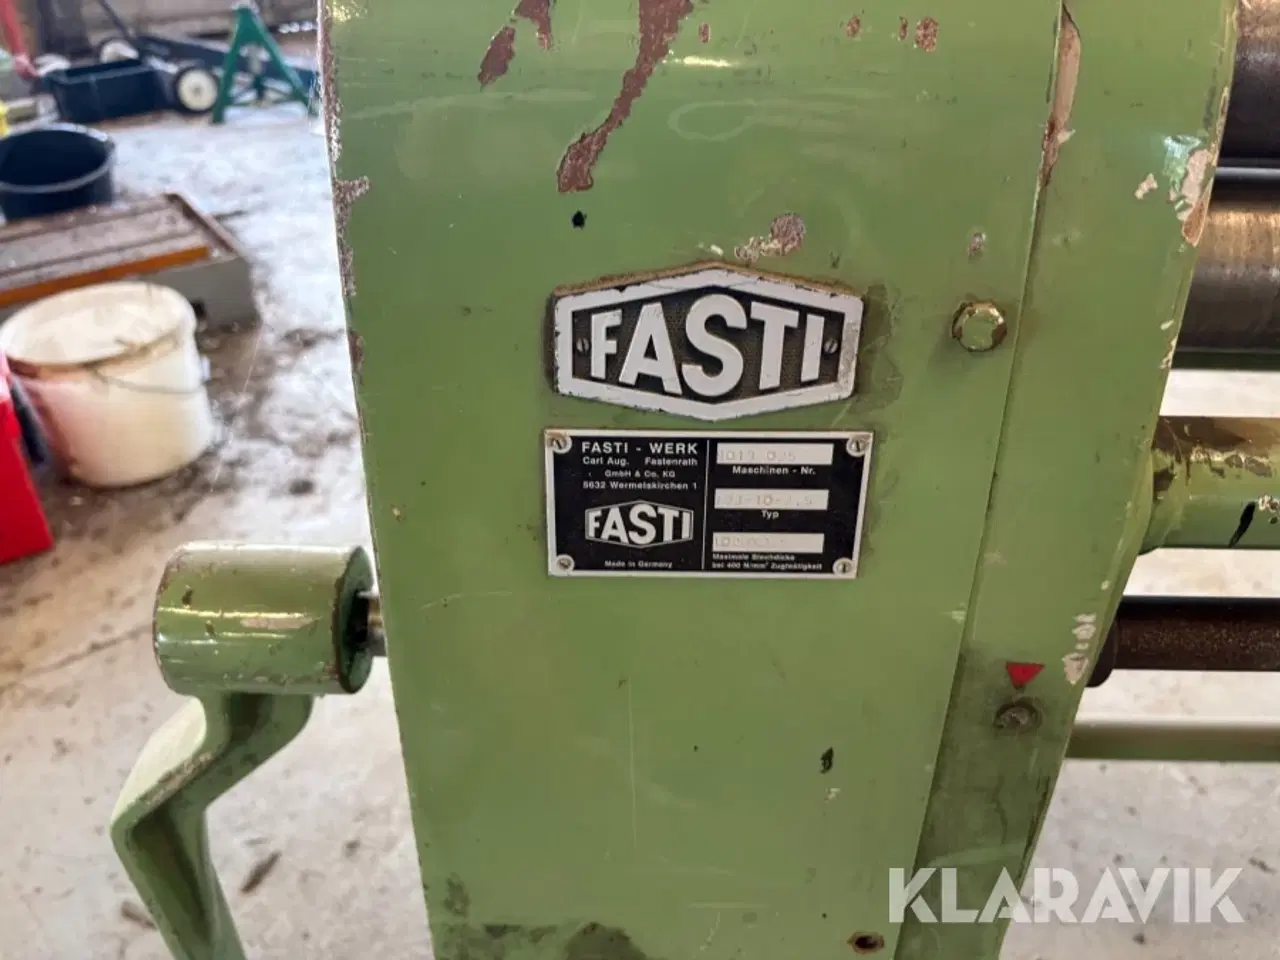 FASTI
FASTI - WERK
Carl Aug. Fastenrath
GmbH & Co. KG
5632 Wermelskirchen 1
FASTI
Made in Germany
Maschinen - Nr.
Typ
Maximale Blechdicke
bei 400 N/mm² Zugfestigkeit
KLARAVIK